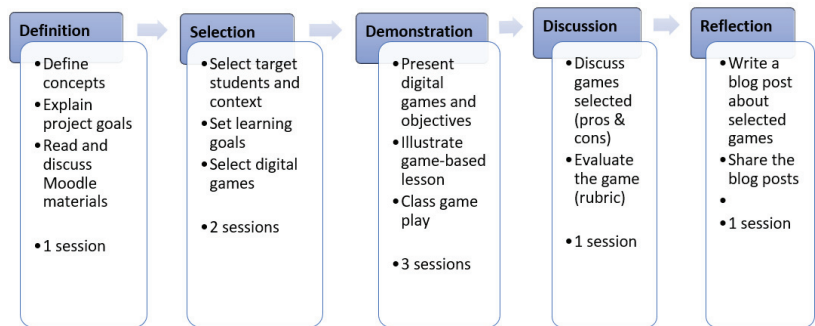 Definition
• Define
concepts
• Explain
project goals
• Read and
discuss
Moodle
materials
• 1 session
Selection
• Select target
students and
context
• Set learning
goals
• Select digital
games
• 2 sessions
Demonstration
• Present
digital
games and
objectives
• Illustrate
game-based
lesson
• Class game
play
• 3 sessions
Discussion
• Discuss
games
selected
(pros &
cons)
• Evaluate
the game
(rubric)
• 1 session
Reflection
• Write a
blog post
about
selected
games
• Share the
blog posts
•
• 1 session